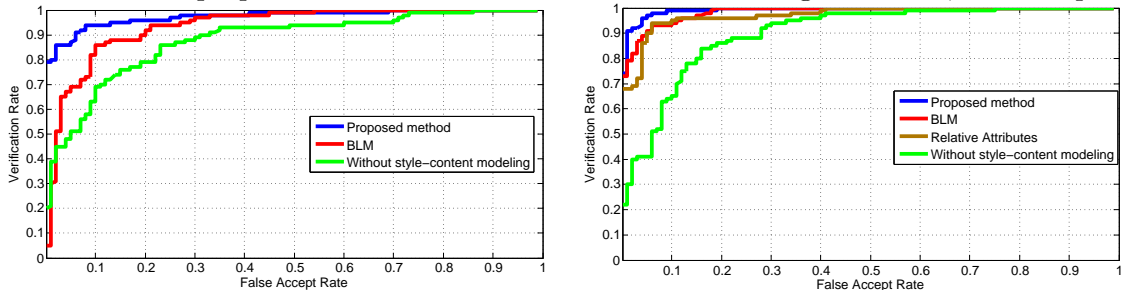 1
0.9
0.8
0.7
0.6
0.5
0.4
0.3
0.2
0.1
0
Verification Rate
Proposed method
BLM
Without style-content modeling
0.1 0.2 0.3 0.4 0.5 0.6 0.7 0.8 0.9 1
False Accept Rate
1
0.9
0.8
0.7
0.6
0.5
0.4
0.3
0.2
0.1
0
Verification Rate
Proposed method
BLM
Relative Attributes
Without style-content modeling
0.1 0.2 0.3 0.4 0.5 0.6 0.7 0.8 0.9 1
False Accept Rate